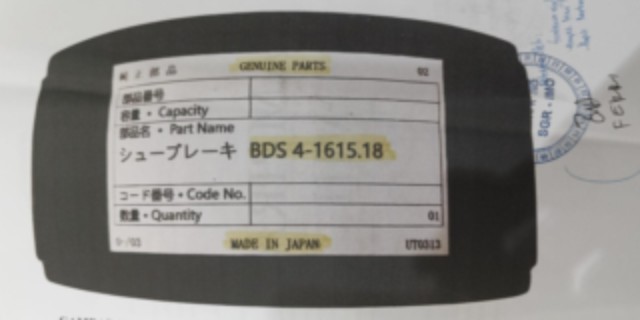 純正部品 GENUINE PARTS 02
部品番号
容量・Capacity
部品名・Part Name
シューブレーキ BDS 4-1615.18
コード番号・Code No.
数量・Quantity 01
MADE IN JAPAN UT0313
SGR - IMO